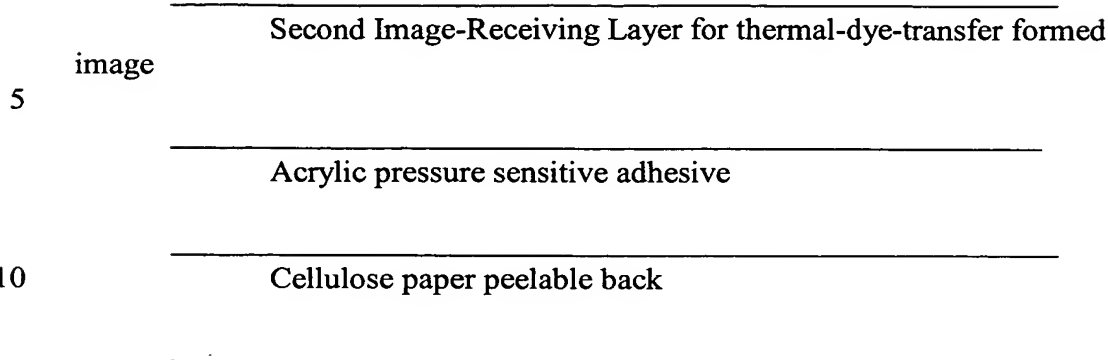 Second Image-Receiving Layer for thermal-dye-transfer formed
image
5
Acrylic pressure sensitive adhesive
10 Cellulose paper peelable back